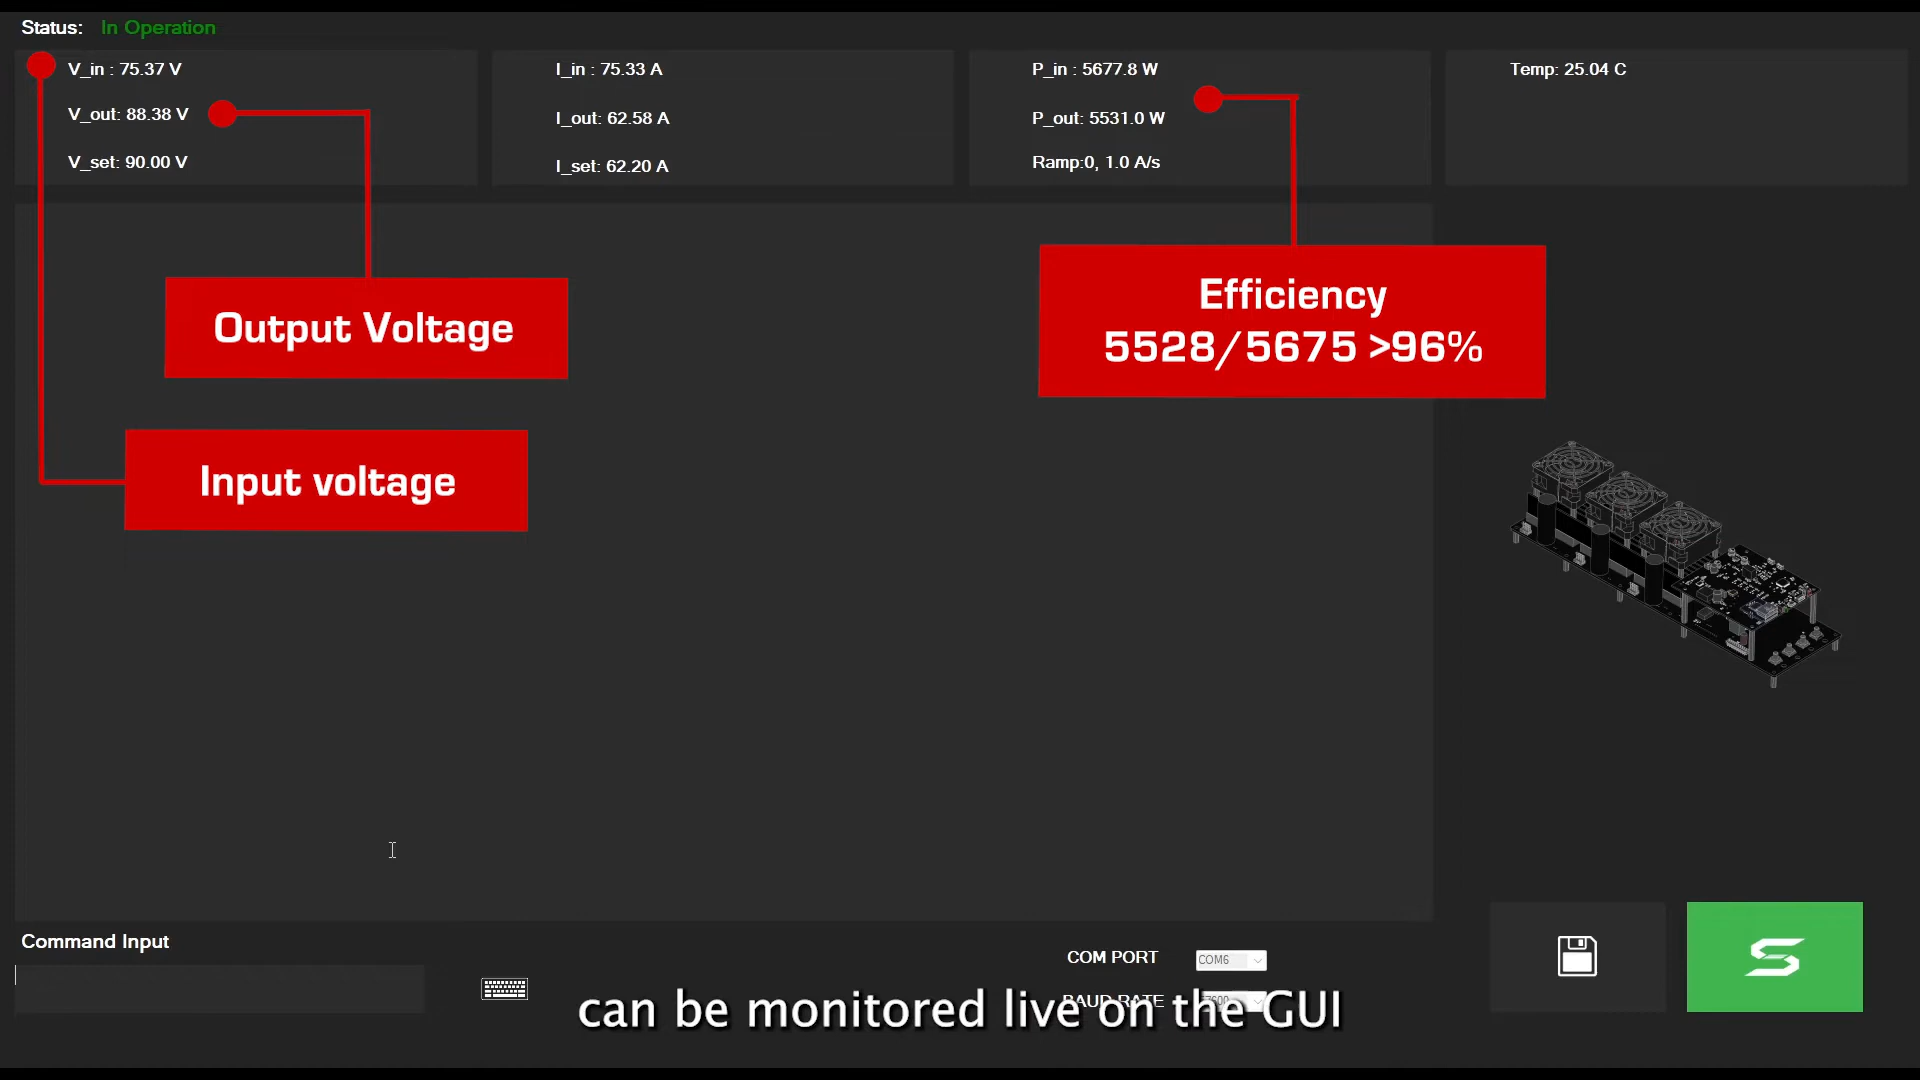 Status: In Operation
V_in : 75.37 V
V_out: 88.38 V
V_set: 90.00 V
I_in : 75.33 A
I_out: 62.58 A
I_set: 62.20 A
P_in : 5677.8 W
P_out: 5531.0 W
Ramp:0, 1.0 A/s
Temp: 25.04 C
Output Voltage
Input voltage
Efficiency
5528/5675 >96%
Command Input
COM PORT
COM6
BAUD RATE
can be monitored live on the GUI